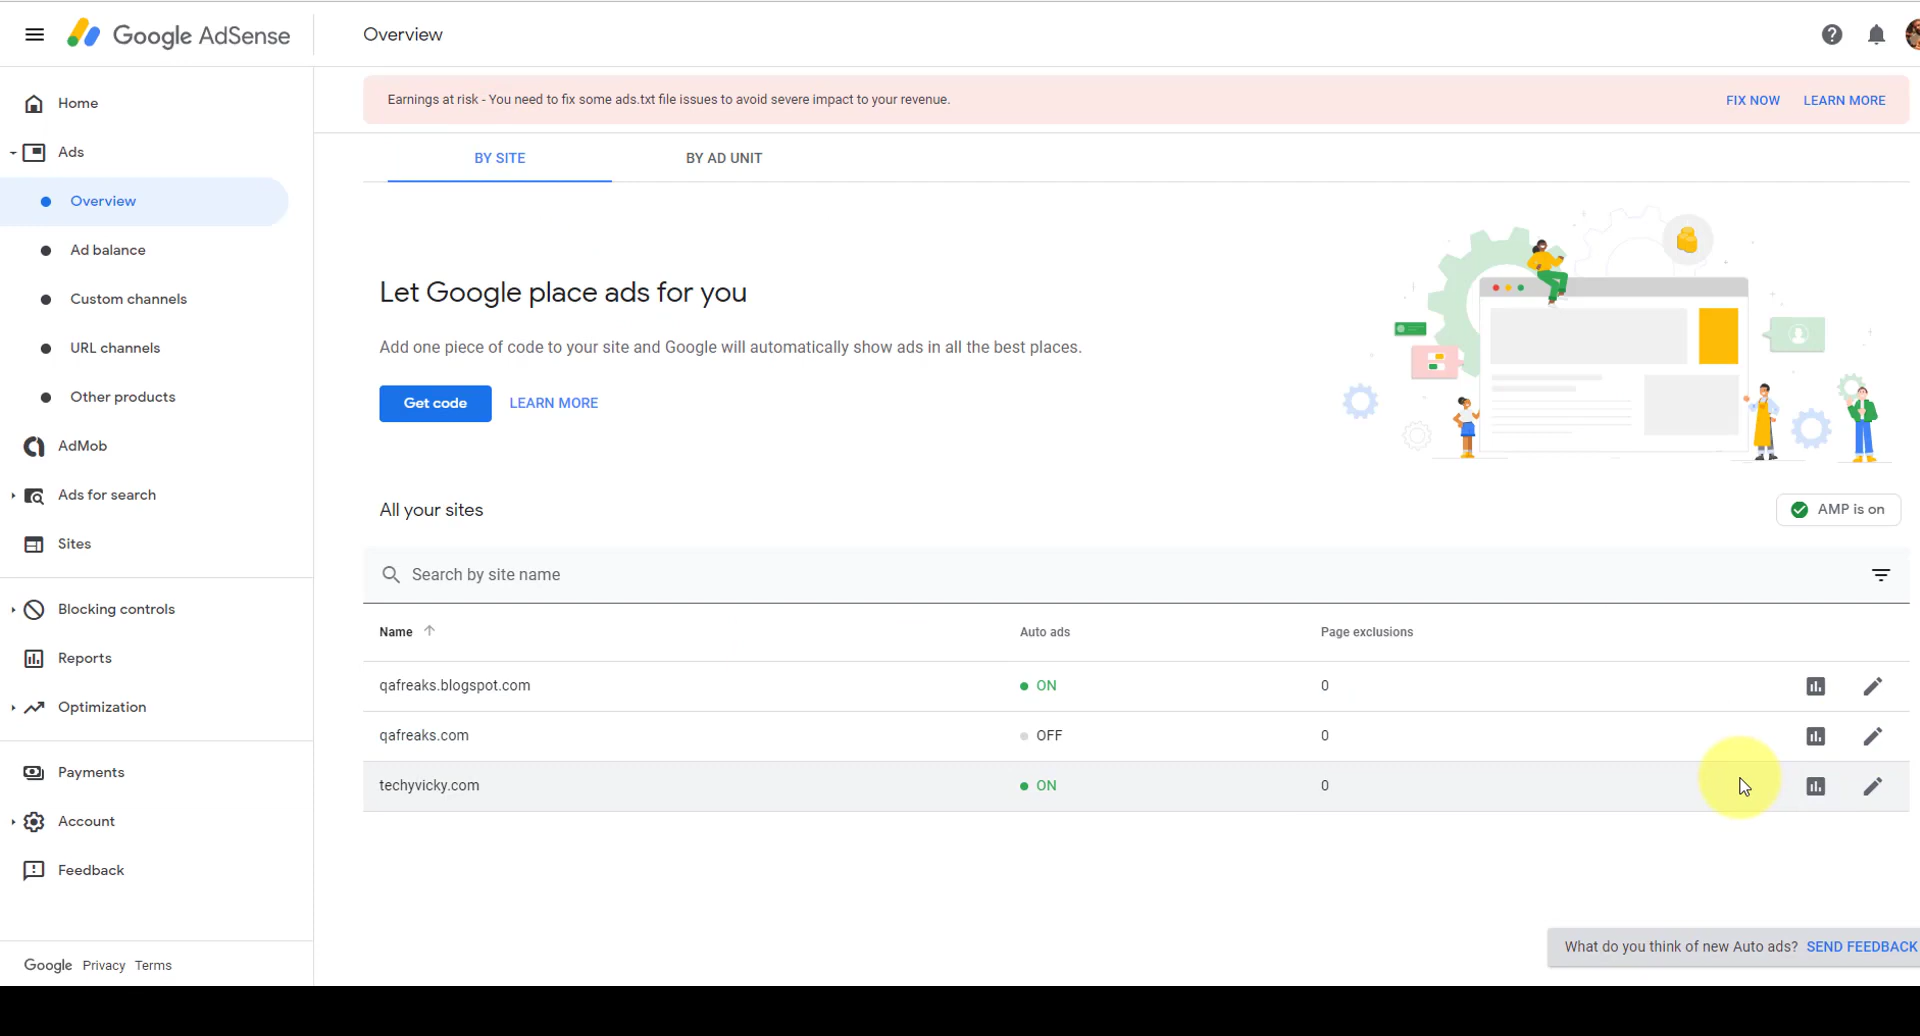 Google AdSense
Overview
Home
Ads
Overview
Ad balance
Custom channels
URL channels
Other products
AdMob
Ads for search
Sites
Blocking controls
Reports
Optimization
Payments
Account
Feedback
Google Privacy Terms
Earnings at risk - You need to fix some ads.txt file issues to avoid severe impact to your revenue.
FIX NOW LEARN MORE
BY SITE BY AD UNIT
Let Google place ads for you
Add one piece of code to your site and Google will automatically show ads in all the best places.
Get code LEARN MORE
All your sites
AMP is on
Search by site name
Name Auto ads Page exclusions
qafreaks.blogspot.com ON 0
qafreaks.com OFF 0
techyvicky.com ON 0
What do you think of new Auto ads? SEND FEEDBACK